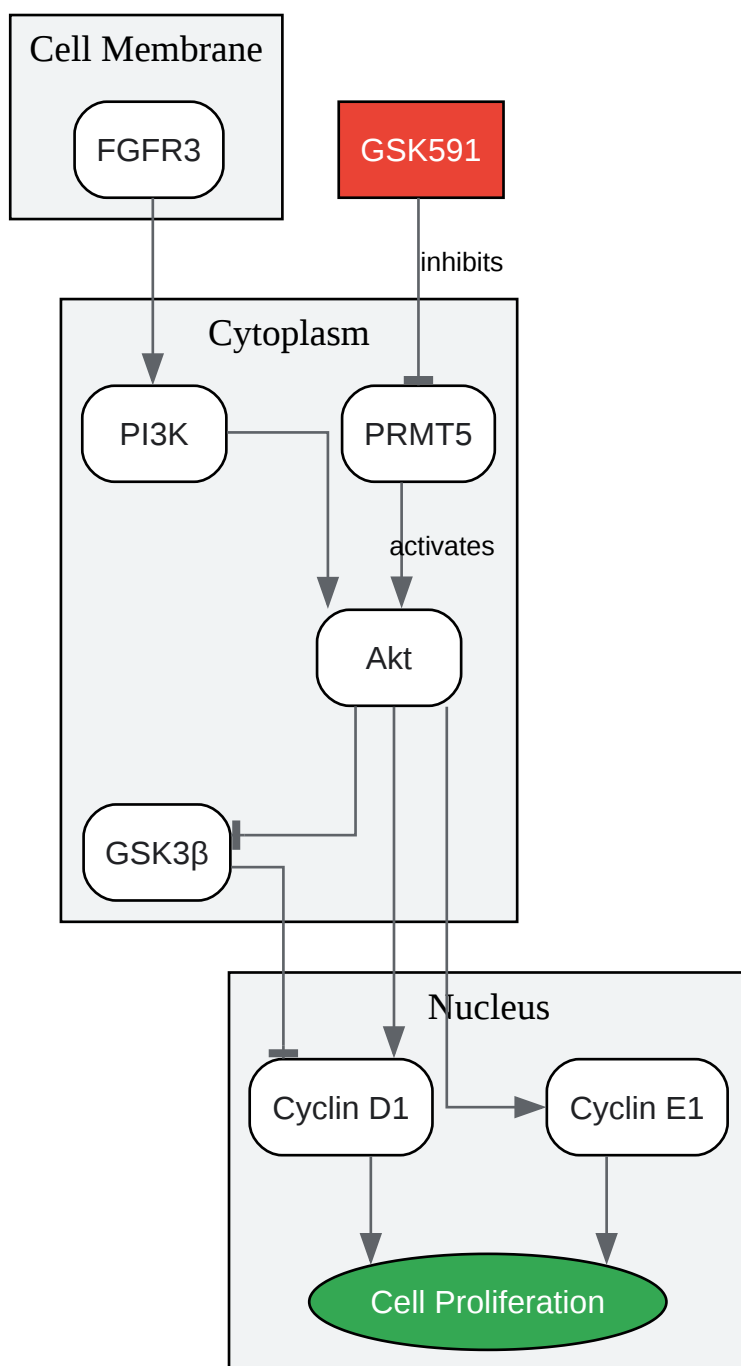 Cell Membrane
FGFR3
GSK591
inhibits
Cytoplasm
PI3K
PRMT5
activates
Akt
GSK3β
Nucleus
Cyclin D1
Cyclin E1
Cell Proliferation